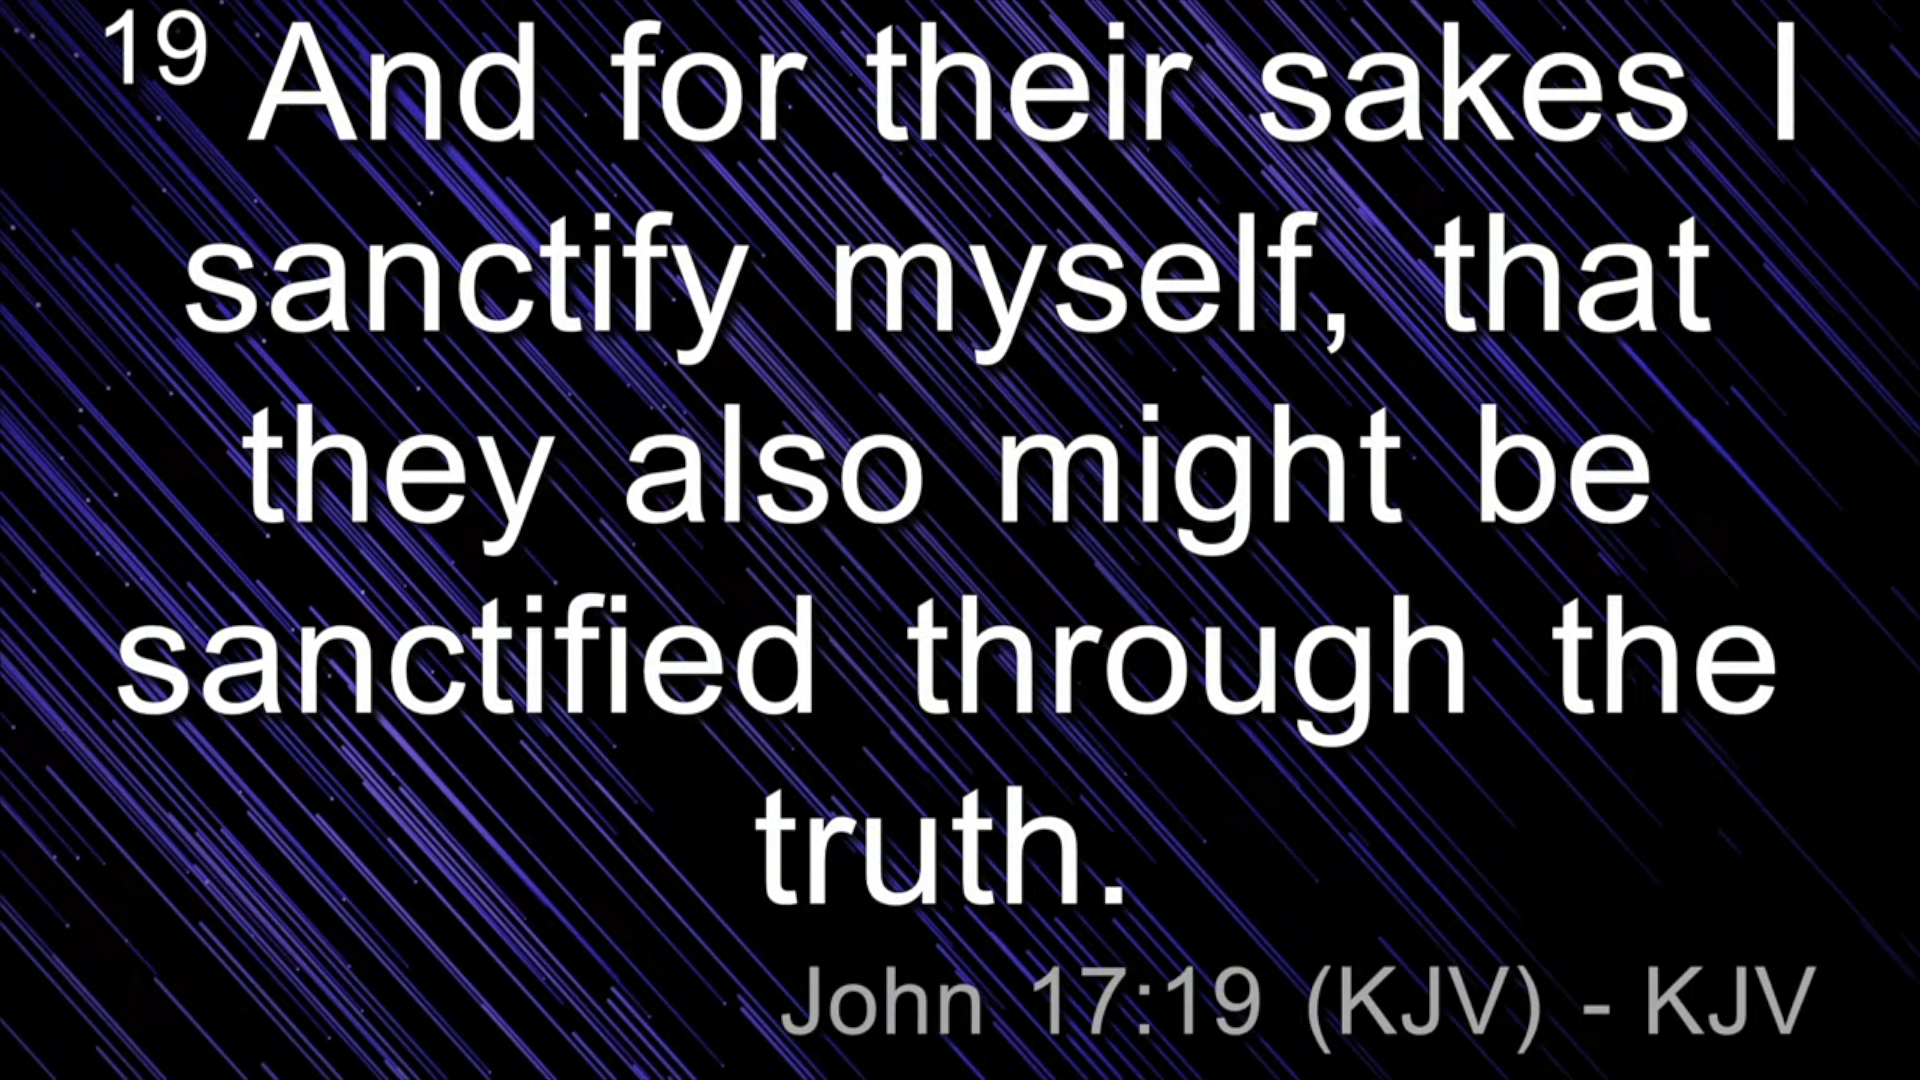 19 And for their sakes I
sanctify myself, that
they also might be
sanctified through the
truth.
John 17:19 (KJV) - KJV